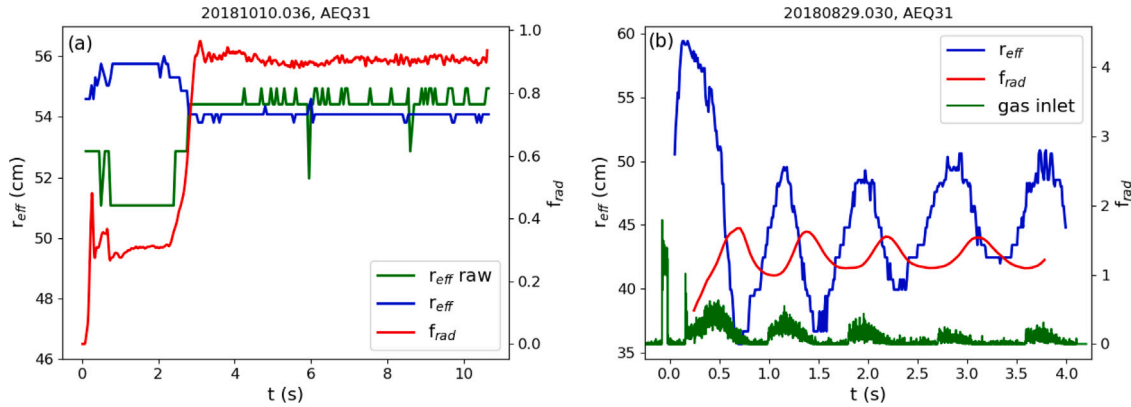 20181010.036, AEQ31
(a)
56
54
52
50
48
46
r_eff (cm)
1.0
0.8
0.6
0.4
0.2
0.0
f_rad
r_eff raw
r_eff
f_rad
0
2
4
6
8
10
t (s)
20180829.030, AEQ31
(b)
60
55
50
45
40
35
r_eff (cm)
4
3
2
1
0
f_rad
r_eff
f_rad
gas inlet
0.0
0.5
1.0
1.5
2.0
2.5
3.0
3.5
4.0
t (s)